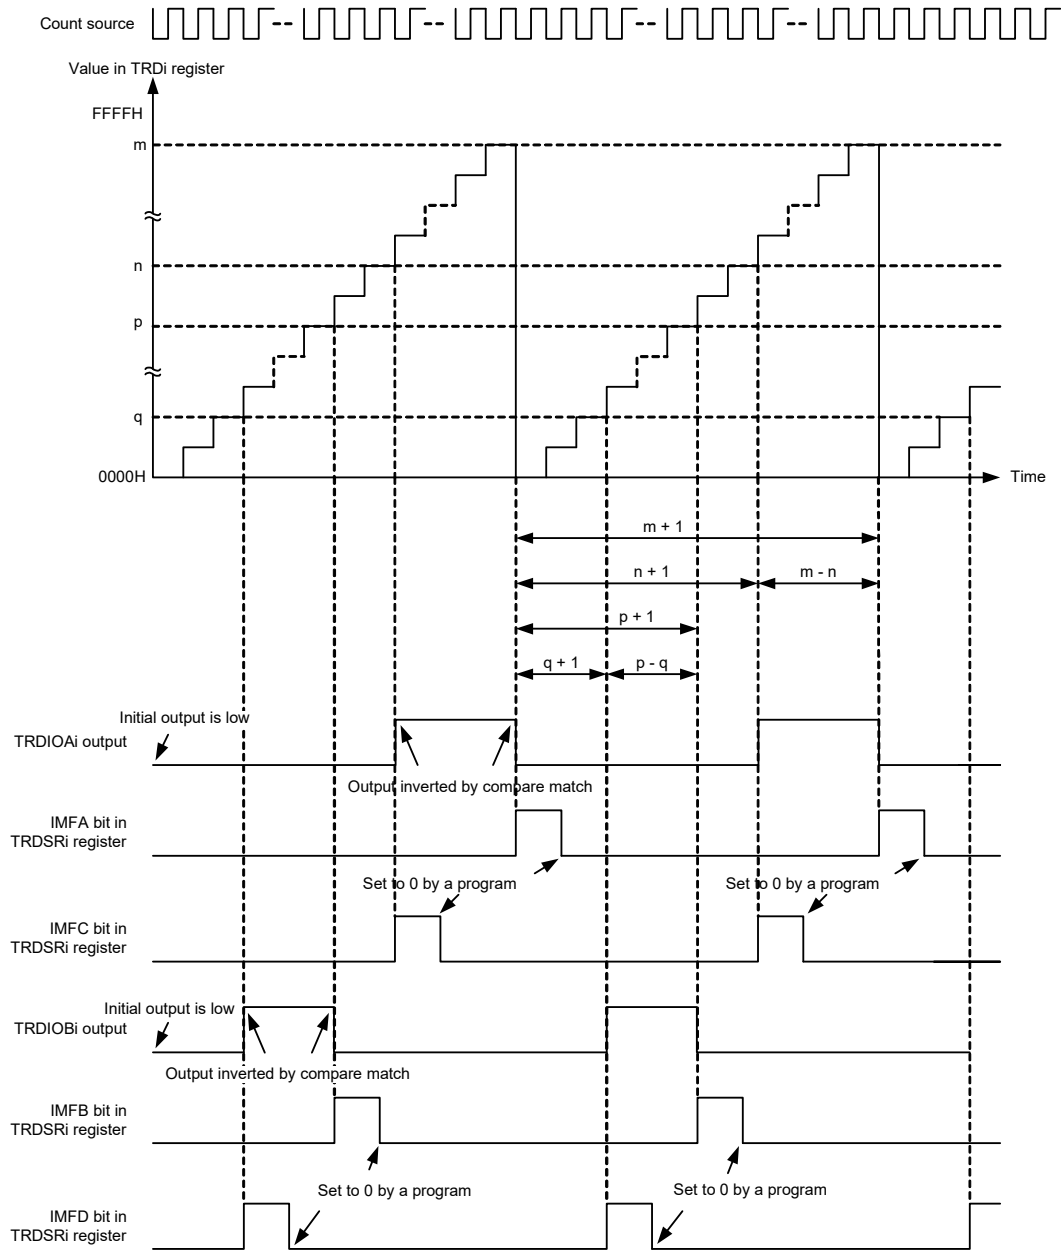 Count source
Value in TRDi register
FFFFH
m
n
p
q
0000H
Time
m + 1
n + 1
m - n
p + 1
q + 1
p - q
Initial output is low
TRDIOAi output
Output inverted by compare match
IMFA bit in
TRDSRi register
Set to 0 by a program
Set to 0 by a program
IMFC bit in
TRDSRi register
Initial output is low
TRDIOBi output
Output inverted by compare match
IMFB bit in
TRDSRi register
Set to 0 by a program
Set to 0 by a program
IMFD bit in
TRDSRi register